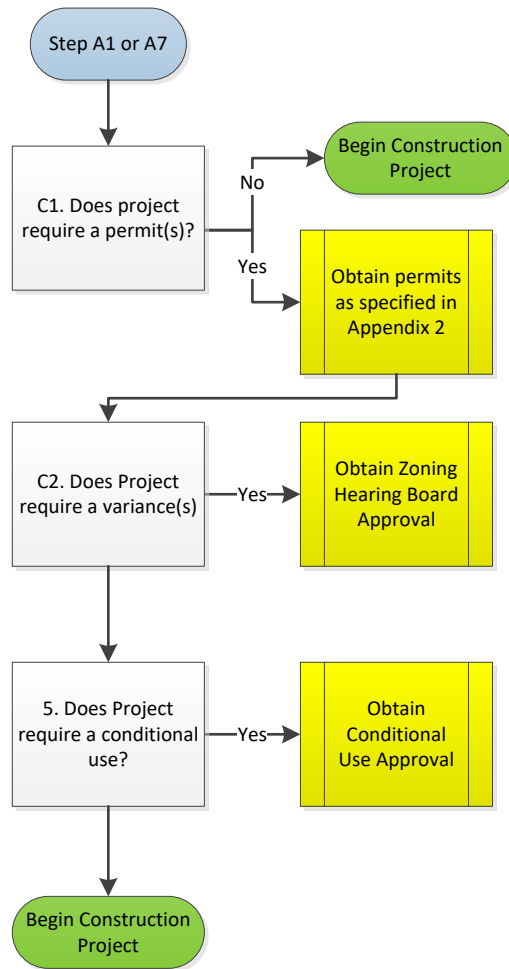 Step A1 or A7
Begin Construction
Project
No
C1. Does project
require a permit(s)?
Yes
Obtain permits
as specified in
Appendix 2
C2. Does Project
require a variance(s)
Yes
Obtain Zoning
Hearing Board
Approval
5. Does Project
require a conditional
use?
Yes
Obtain
Conditional
Use Approval
Begin Construction
Project